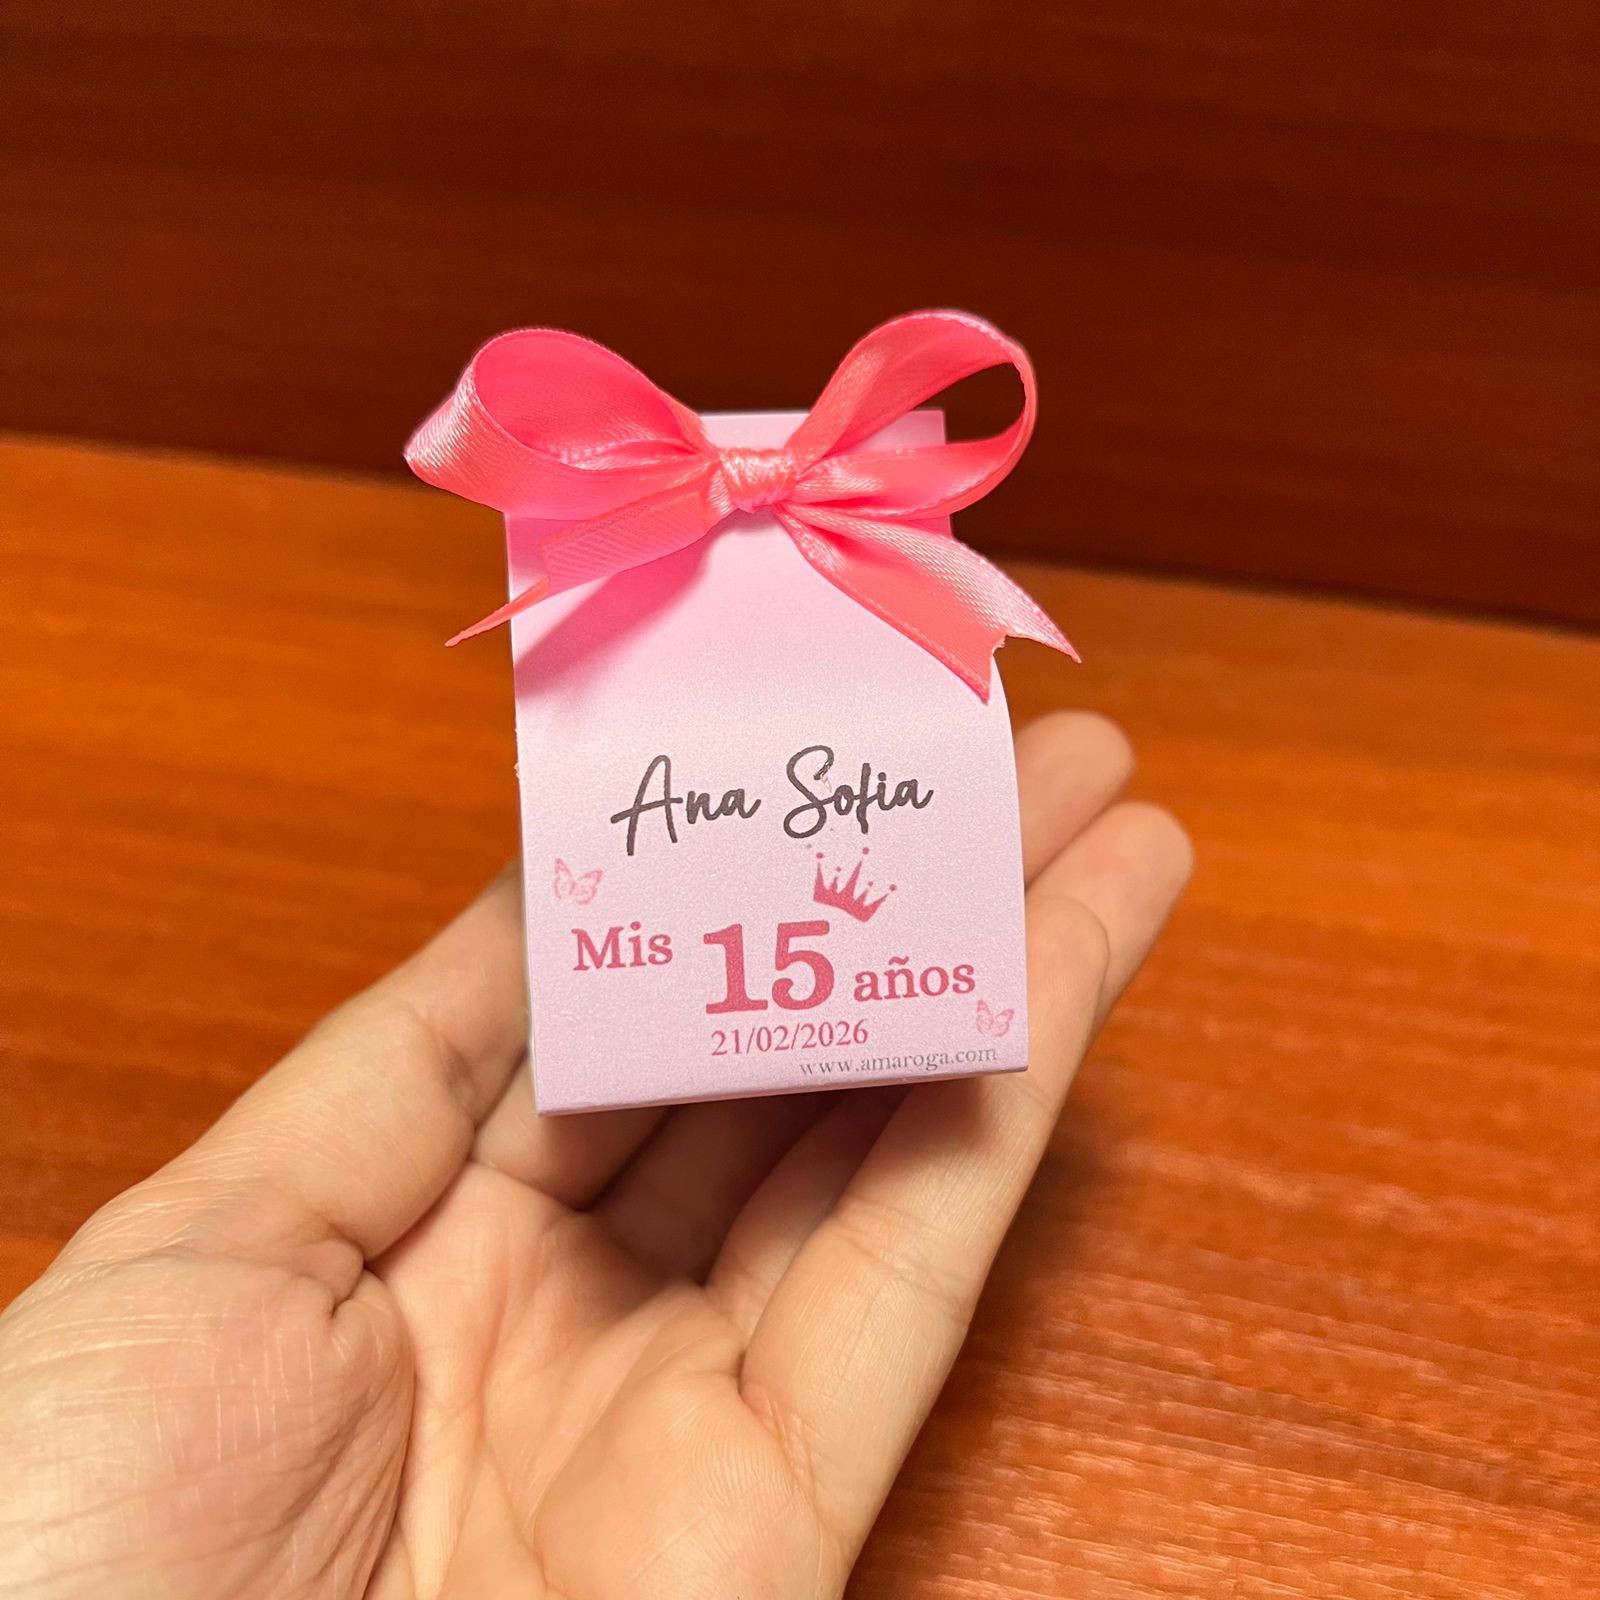 Ana Sofia
Mis 15 años
21/02/2026
www.amaroga.com